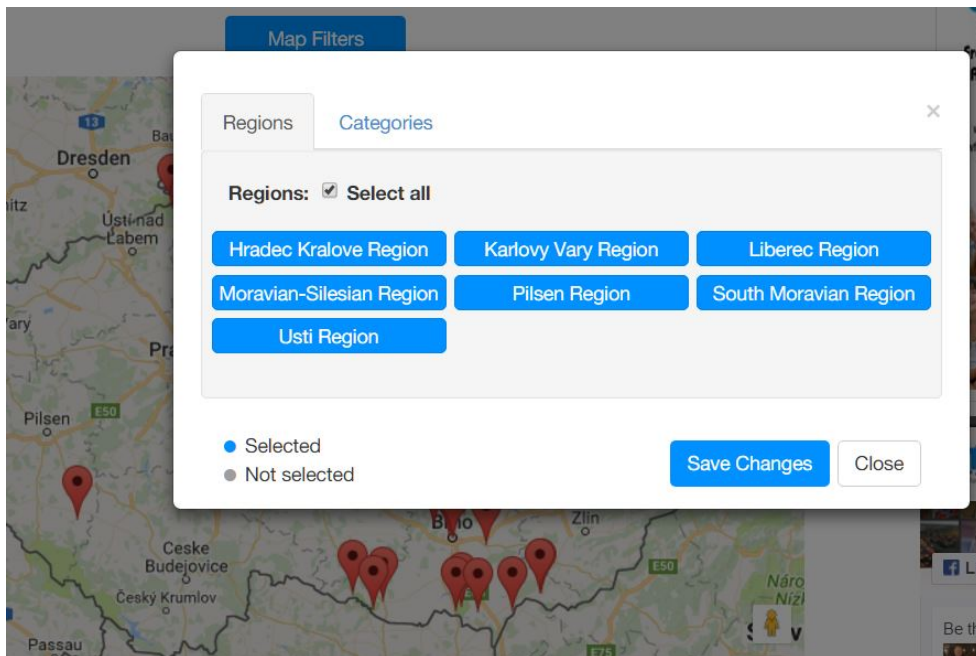 Map Filters
Regions
Categories
×
Regions: Select all
Hradec Kralove Region
Karlovy Vary Region
Liberec Region
Moravian-Silesian Region
Pilsen Region
South Moravian Region
Usti Region
Selected
Not selected
Save Changes
Close
13
Dresden
Ústí nad
Labem
Pilsen
E50
Brno
Zlín
Ceske
Budejovice
Český Krumlov
E50
Passau
E75